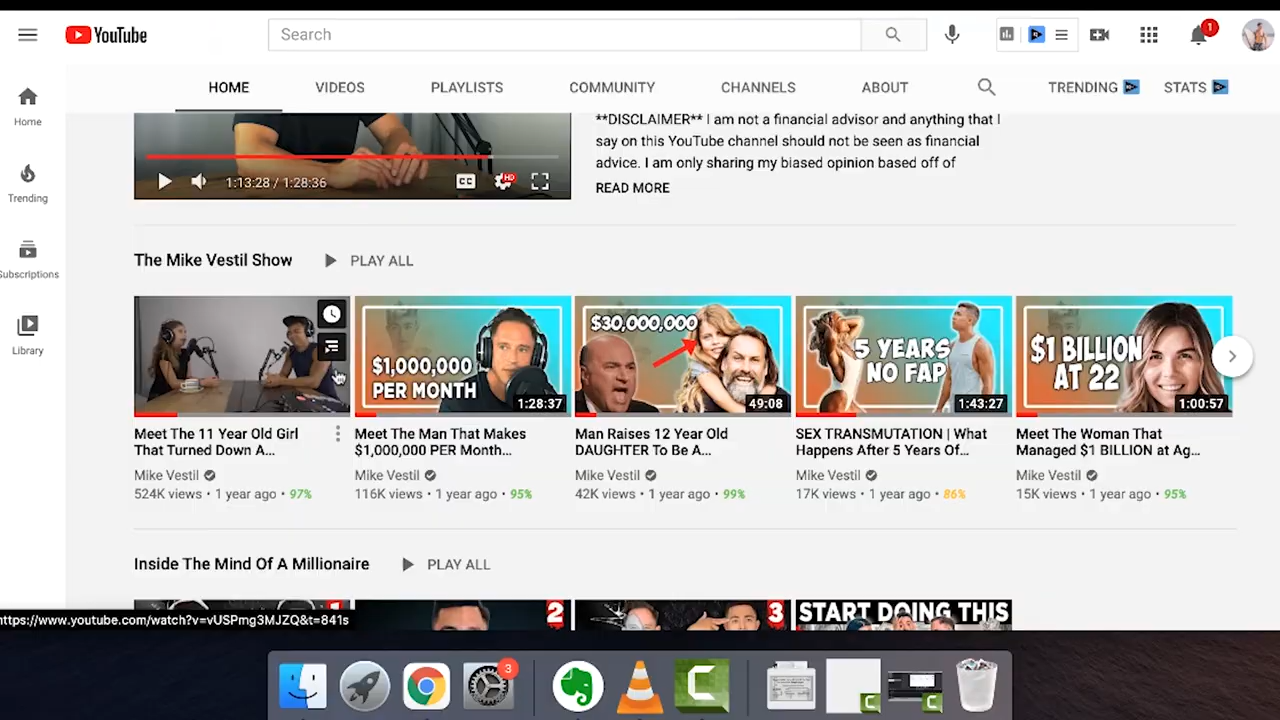 YouTube
Search
1
HOME
VIDEOS
PLAYLISTS
COMMUNITY
CHANNELS
ABOUT
TRENDING
STATS
Home
Trending
Subscriptions
Library
1:13:28 / 1:28:36
CC
HD
**DISCLAIMER** I am not a financial advisor and anything that I
say on this YouTube channel should not be seen as financial
advice. I am only sharing my biased opinion based off of
READ MORE
The Mike Vestil Show
PLAY ALL
$1,000,000
PER MONTH
1:28:37
$30,000,000
49:08
5 YEARS
NO FAP
1:43:27
$1 BILLION
AT 22
1:00:57
Meet The 11 Year Old Girl
That Turned Down A...
Mike Vestil
524K views • 1 year ago • 97%
Meet The Man That Makes
$1,000,000 PER Month...
Mike Vestil
116K views • 1 year ago • 95%
Man Raises 12 Year Old
DAUGHTER To Be A...
Mike Vestil
42K views • 1 year ago • 99%
SEX TRANSMUTATION | What
Happens After 5 Years Of...
Mike Vestil
17K views • 1 year ago • 86%
Meet The Woman That
Managed $1 BILLION at Ag...
Mike Vestil
15K views • 1 year ago • 95%
Inside The Mind Of A Millionaire
PLAY ALL
1
2
3
START DOING THIS
https://www.youtube.com/watch?v=vUSPmg3MJZQ&t=841s
3